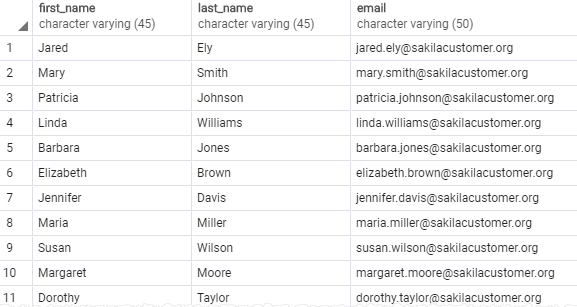 first_name last_name email
character varying (45) character varying (45) character varying (50)
1 Jared Ely jared.ely@sakilacustomer.org
2 Mary Smith mary.smith@sakilacustomer.org
3 Patricia Johnson patricia.johnson@sakilacustomer.org
4 Linda Williams linda.williams@sakilacustomer.org
5 Barbara Jones barbara.jones@sakilacustomer.org
6 Elizabeth Brown elizabeth.brown@sakilacustomer.org
7 Jennifer Davis jennifer.davis@sakilacustomer.org
8 Maria Miller maria.miller@sakilacustomer.org
9 Susan Wilson susan.wilson@sakilacustomer.org
10 Margaret Moore margaret.moore@sakilacustomer.org
11 Dorothy Taylor dorothy.taylor@sakilacustomer.org